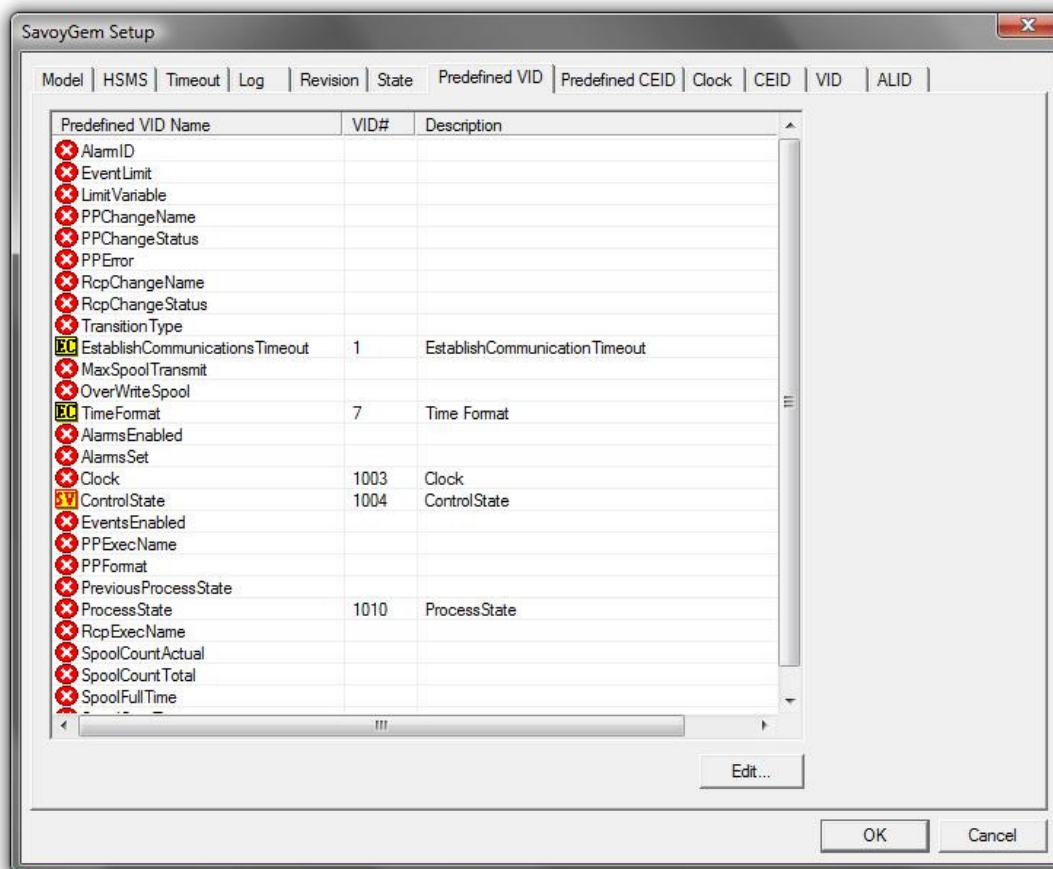 SavoyGem Setup
Model HSMS Timeout Log Revision State Predefined VID Predefined CEID Clock CEID VID ALID
Predefined VID Name VID# Description
AlarmID
EventLimit
LimitVariable
PPChangeName
PPChangeStatus
PPError
RcpChangeName
RcpChangeStatus
TransitionType
EC EstablishCommunicationsTimeout 1 EstablishCommunicationTimeout
MaxSpoolTransmit
OverWriteSpool
EC TimeFormat 7 Time Format
AlarmsEnabled
AlarmsSet
Clock 1003 Clock
SV ControlState 1004 ControlState
EventsEnabled
PPExecName
PPFormat
PreviousProcessState
ProcessState 1010 ProcessState
RcpExecName
SpoolCountActual
SpoolCountTotal
SpoolFullTime
Edit...
OK Cancel